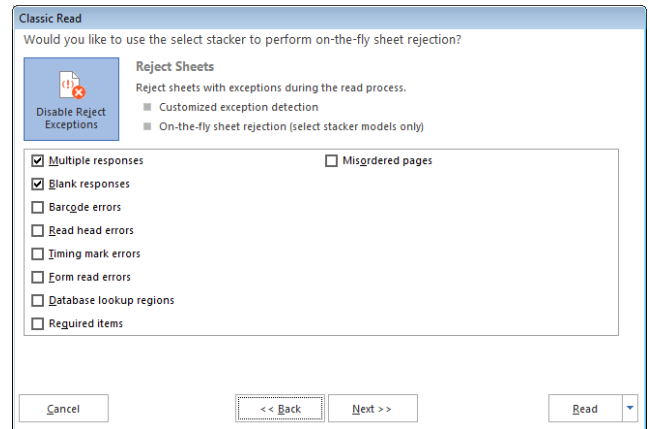 Classic Read
Would you like to use the select stacker to perform on-the-fly sheet rejection?
Disable Reject
Exceptions
Reject Sheets
Reject sheets with exceptions during the read process.
Customized exception detection
On-the-fly sheet rejection (select stacker models only)
Multiple responses
Misordered pages
Blank responses
Barcode errors
Read head errors
Timing mark errors
Form read errors
Database lookup regions
Required items
Cancel
<< Back
Next >>
Read